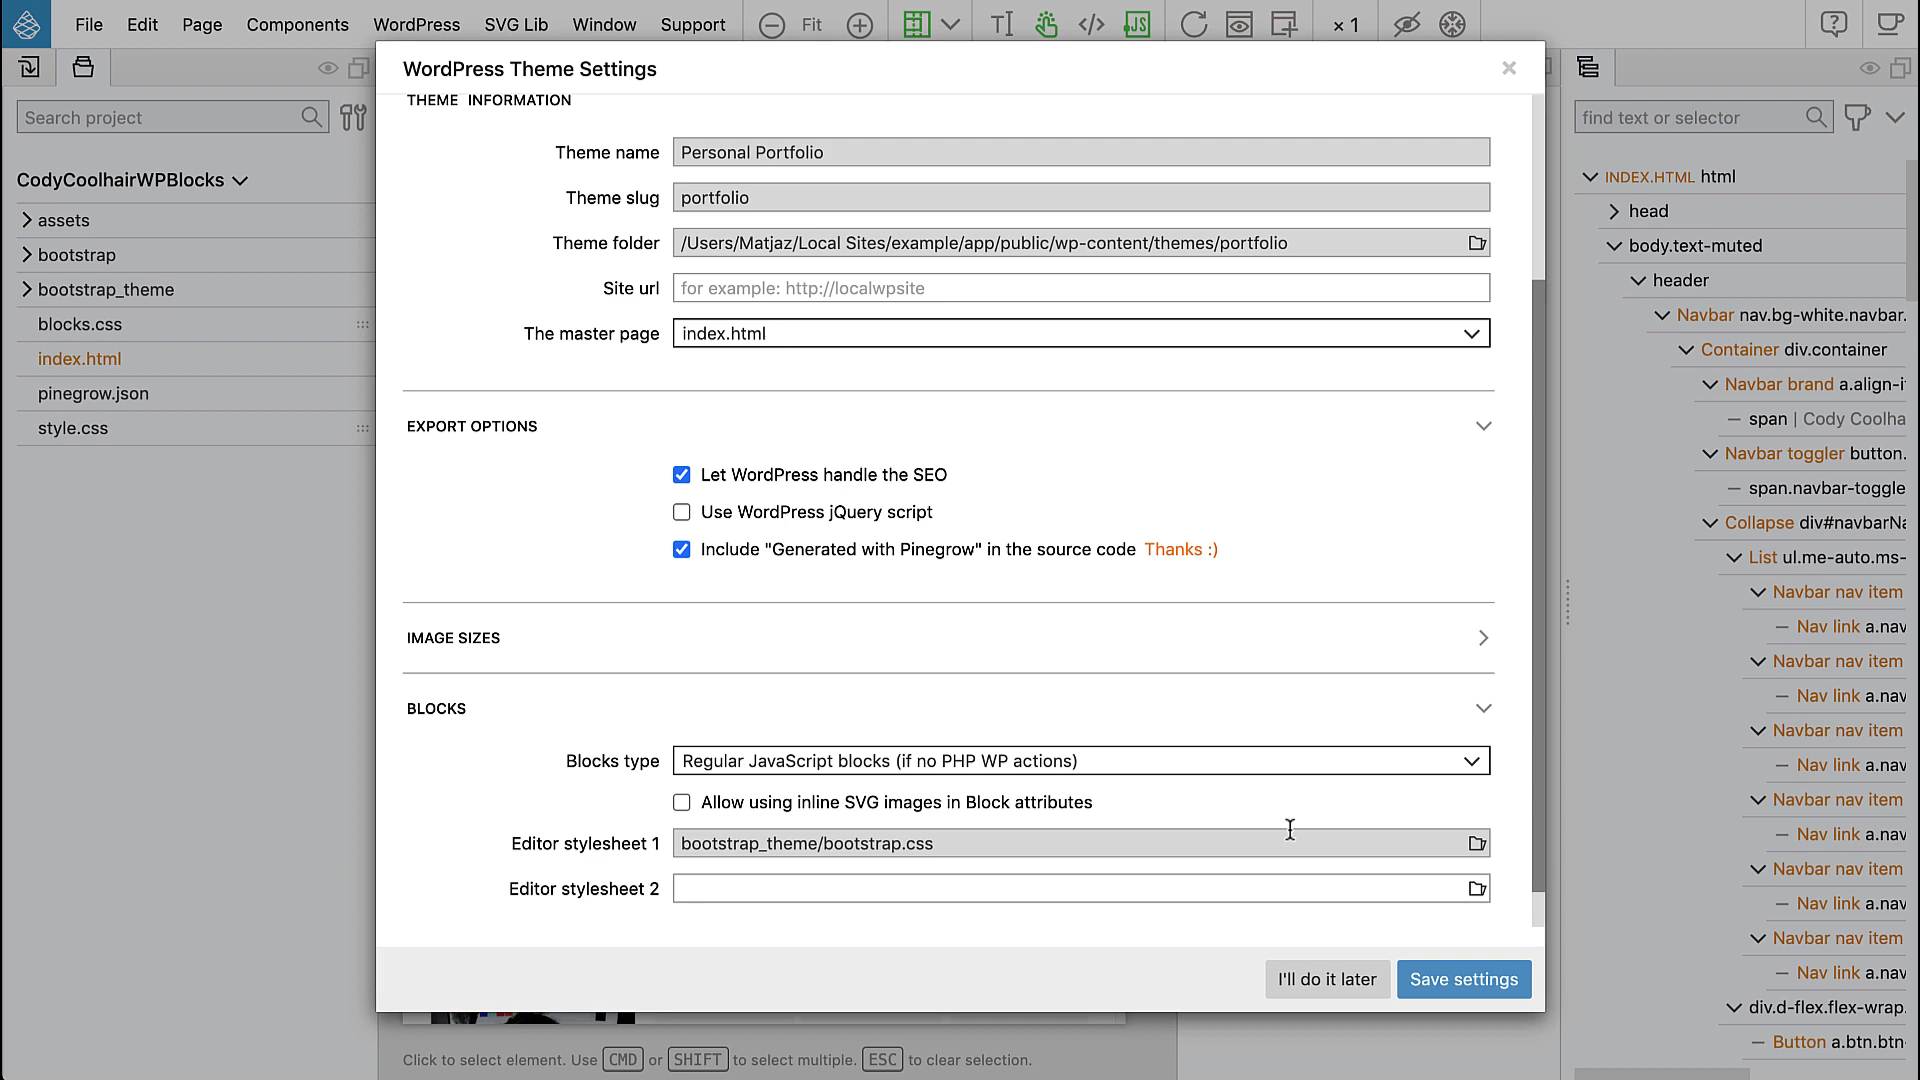 File Edit Page Components WordPress SVG Lib Window Support Fit JS × 1
WordPress Theme Settings
Search project
CodyCoolhairWPBlocks
assets
bootstrap
bootstrap_theme
blocks.css
index.html
pinegrow.json
style.css
THEME INFORMATION
Theme name Personal Portfolio
Theme slug portfolio
Theme folder /Users/Matjaz/Local Sites/example/app/public/wp-content/themes/portfolio
Site url for example: http://localwpsite
The master page index.html
EXPORT OPTIONS
Let WordPress handle the SEO
Use WordPress jQuery script
Include "Generated with Pinegrow" in the source code Thanks :)
IMAGE SIZES
BLOCKS
Blocks type Regular JavaScript blocks (if no PHP WP actions)
Allow using inline SVG images in Block attributes
Editor stylesheet 1 bootstrap_theme/bootstrap.css
Editor stylesheet 2
I'll do it later Save settings
Click to select element. Use CMD or SHIFT to select multiple. ESC to clear selection.
find text or selector
INDEX.HTML html
head
body.text-muted
header
Navbar nav.bg-white.navbar.
Container div.container
Navbar brand a.align-i
span | Cody Coolha
Navbar toggler button.
span.navbar-toggle
Collapse div#navbarNa
List ul.me-auto.ms-
Navbar nav item
Nav link a.nav
Navbar nav item
Nav link a.nav
Navbar nav item
Nav link a.nav
Navbar nav item
Nav link a.nav
Navbar nav item
Nav link a.nav
Navbar nav item
Nav link a.nav
div.d-flex.flex-wrap.
Button a.btn.btn-